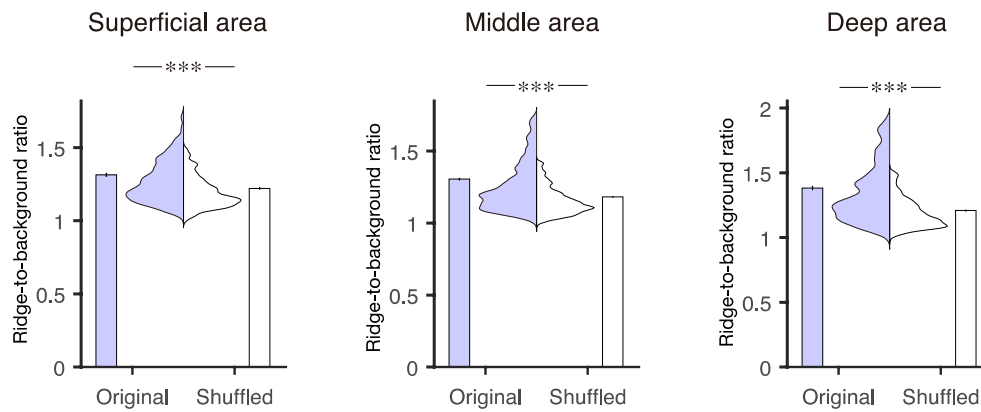 Superficial area
***
Ridge-to-background ratio
1.5
1
0.5
0
Original Shuffled
Middle area
***
Ridge-to-background ratio
1.5
1
0.5
0
Original Shuffled
Deep area
***
Ridge-to-background ratio
2
1.5
1
0.5
0
Original Shuffled